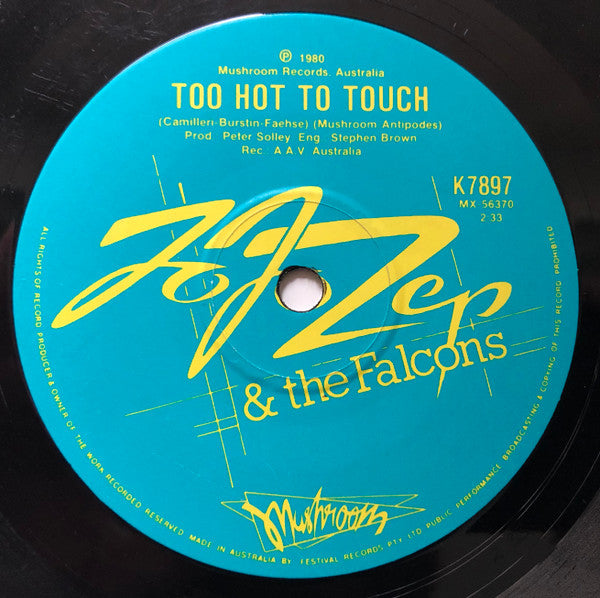 ℗ 1980
Mushroom Records. Australia
TOO HOT TO TOUCH
(Camilleri-Burstin-Faehse) (Mushroom Antipodes)
Prod Peter Solley Eng Stephen Brown
Rec A.A.V Australia
K7897
MX 56370
2.33
Jo Jo Zep
& the Falcons
Mushroom
ALL RIGHTS OF RECORD PRODUCER & OWNER OF THE WORK RECORDED RESERVED MADE IN AUSTRALIA BY FESTIVAL RECORDS PTY LTD PUBLIC PERFORMANCE BROADCASTING & COPYING OF THIS RECORD PROHIBITED